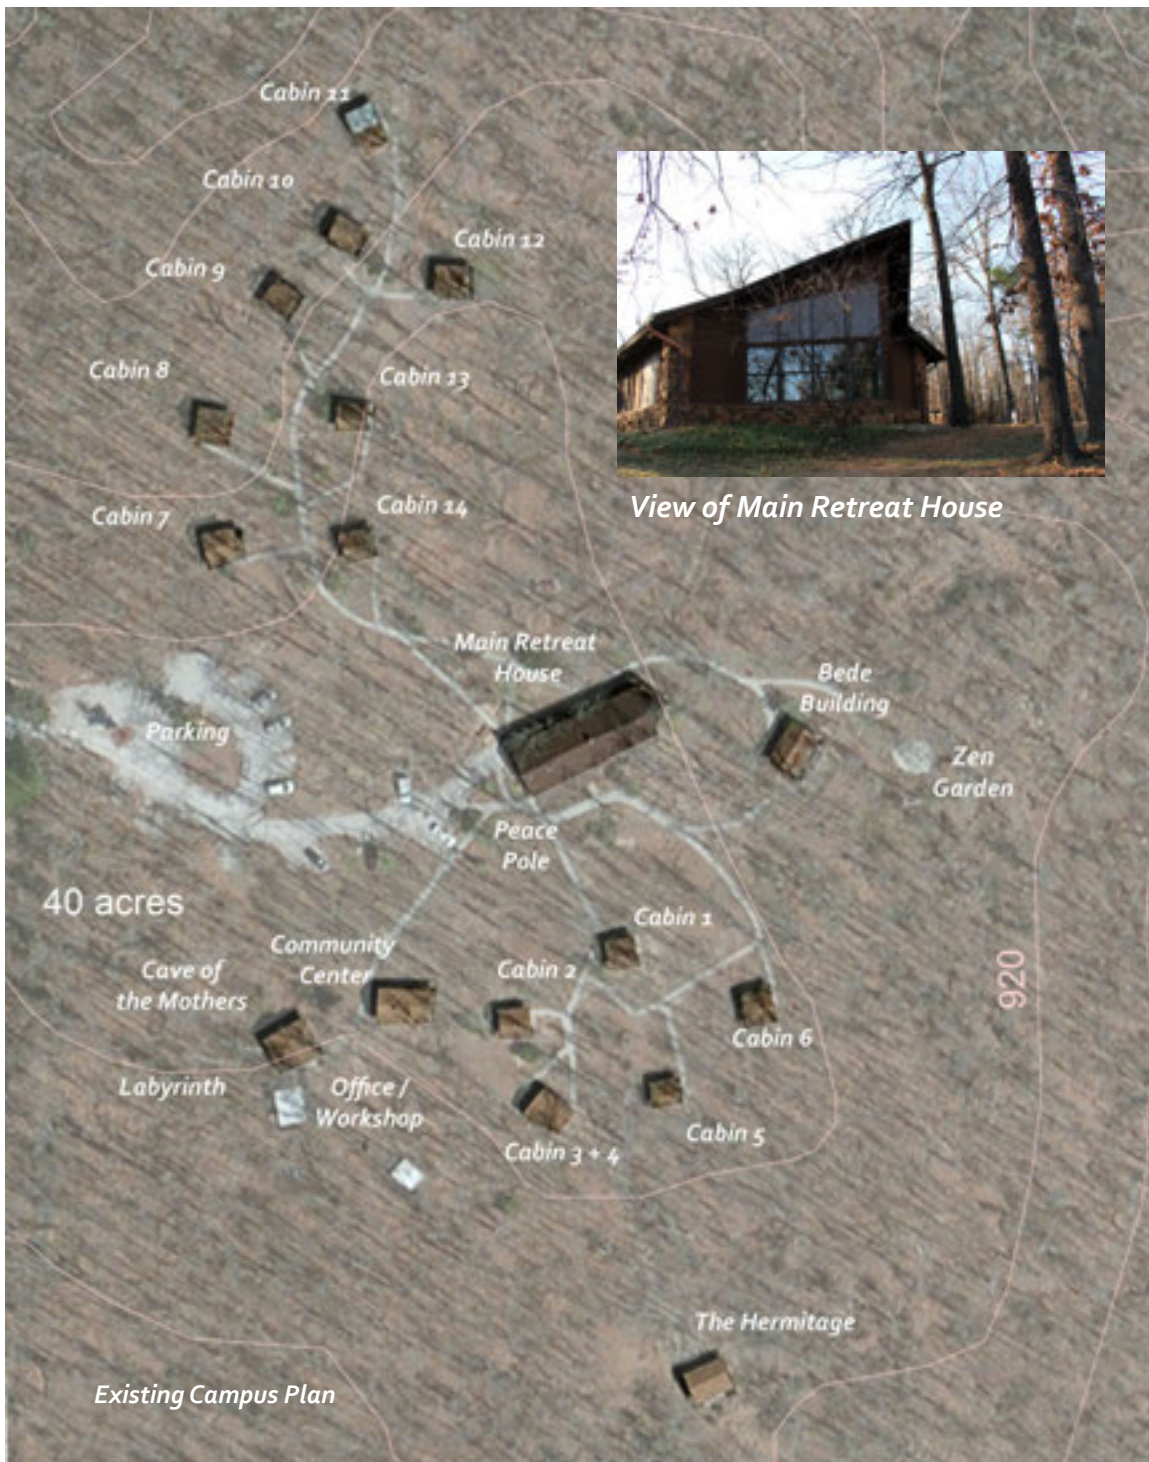 Cabin 11
Cabin 10
Cabin 12
Cabin 9
Cabin 8
Cabin 13
Cabin 7
Cabin 14
View of Main Retreat House
Main Retreat
House
Bede
Building
Parking
Zen
Garden
Peace
Pole
40 acres
Cabin 1
Community
Center
Cabin 2
Cave of
the Mothers
920
Cabin 6
Labyrinth
Office /
Workshop
Cabin 5
Cabin 3 + 4
The Hermitage
Existing Campus Plan